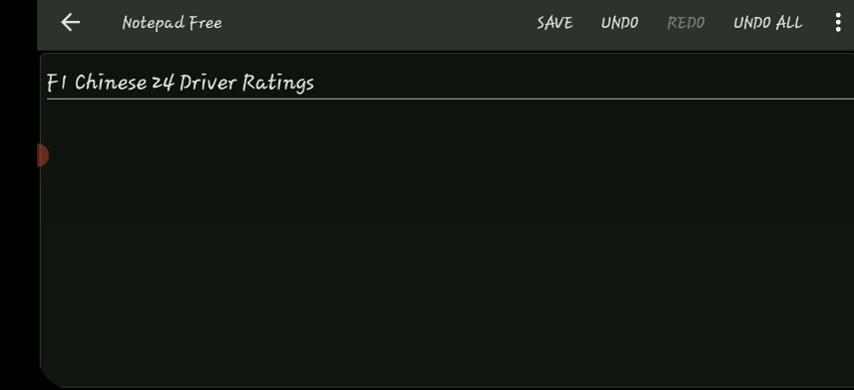 Notepad Free SAVE UNDO REDO UNDO ALL
F1 Chinese 24 Driver Ratings